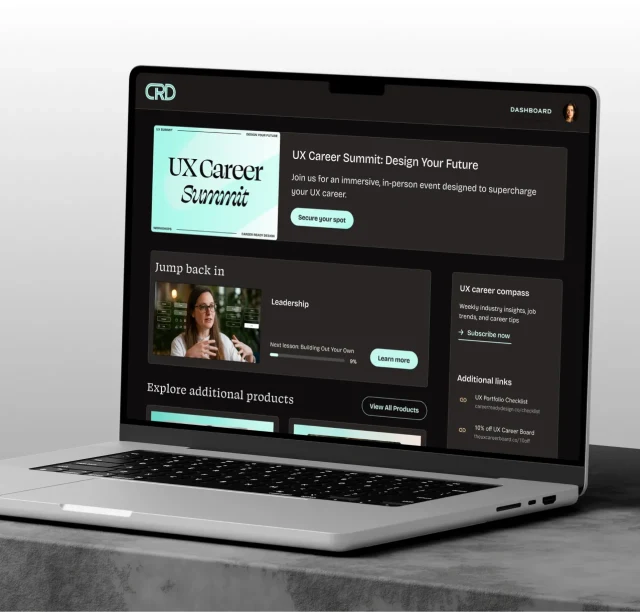 CRD
DASHBOARD
UX SUMMIT
DESIGN YOUR FUTURE
UX Career
Summit
CAREER READY DESIGN
UX Career Summit: Design Your Future
Join us for an immersive, in-person event designed to supercharge
your UX career.
Secure your spot
Jump back in
Leadership
Next lesson: Building Out Your Own
9%
Learn more
Explore additional products
View All Products
UX career compass
Weekly industry insights, job
trends, and career tips
Subscribe now
Additional links
UX Portfolio Checklist
10% off UX Career Board